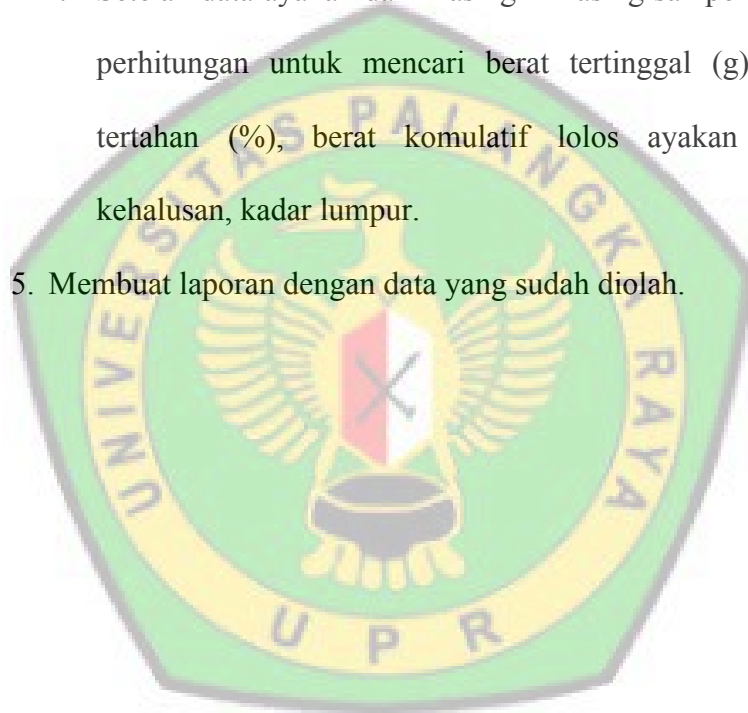 perhitungan untuk mencari berat tertinggal (g)
tertahan (%), berat komulatif lolos ayakan
kehalusan, kadar lumpur.
5. Membuat laporan dengan data yang sudah diolah.
UNIVERSITAS PALANGKA RAYA
UPR